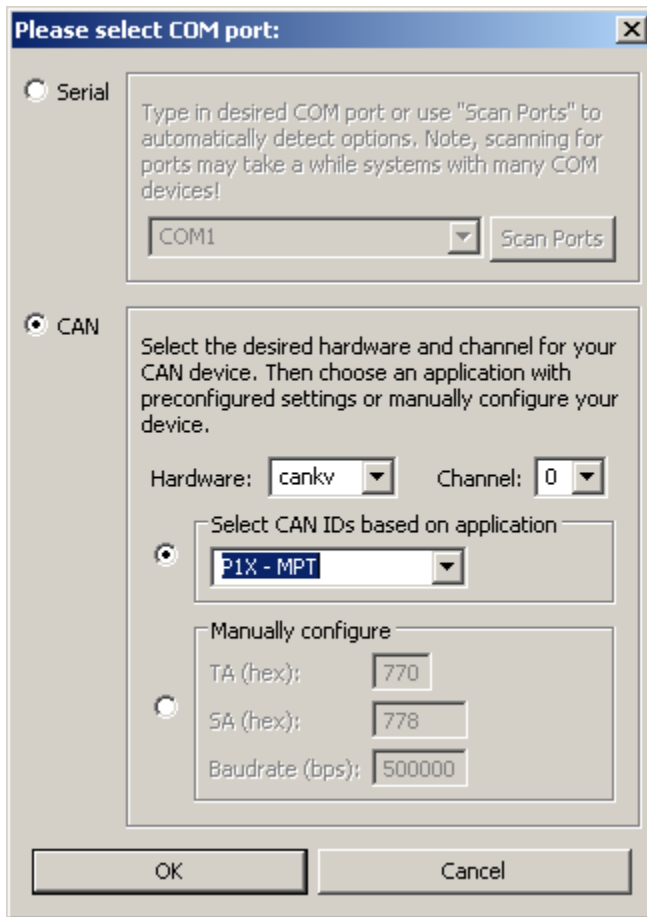 Please select COM port:
Serial
Type in desired COM port or use "Scan Ports" to
automatically detect options. Note, scanning for
ports may take a while systems with many COM
devices!
COM1
Scan Ports
CAN
Select the desired hardware and channel for your
CAN device. Then choose an application with
preconfigured settings or manually configure your
device.
Hardware: cankv Channel: 0
Select CAN IDs based on application
P1X - MPT
Manually configure
TA (hex): 770
SA (hex): 778
Baudrate (bps): 500000
OK Cancel